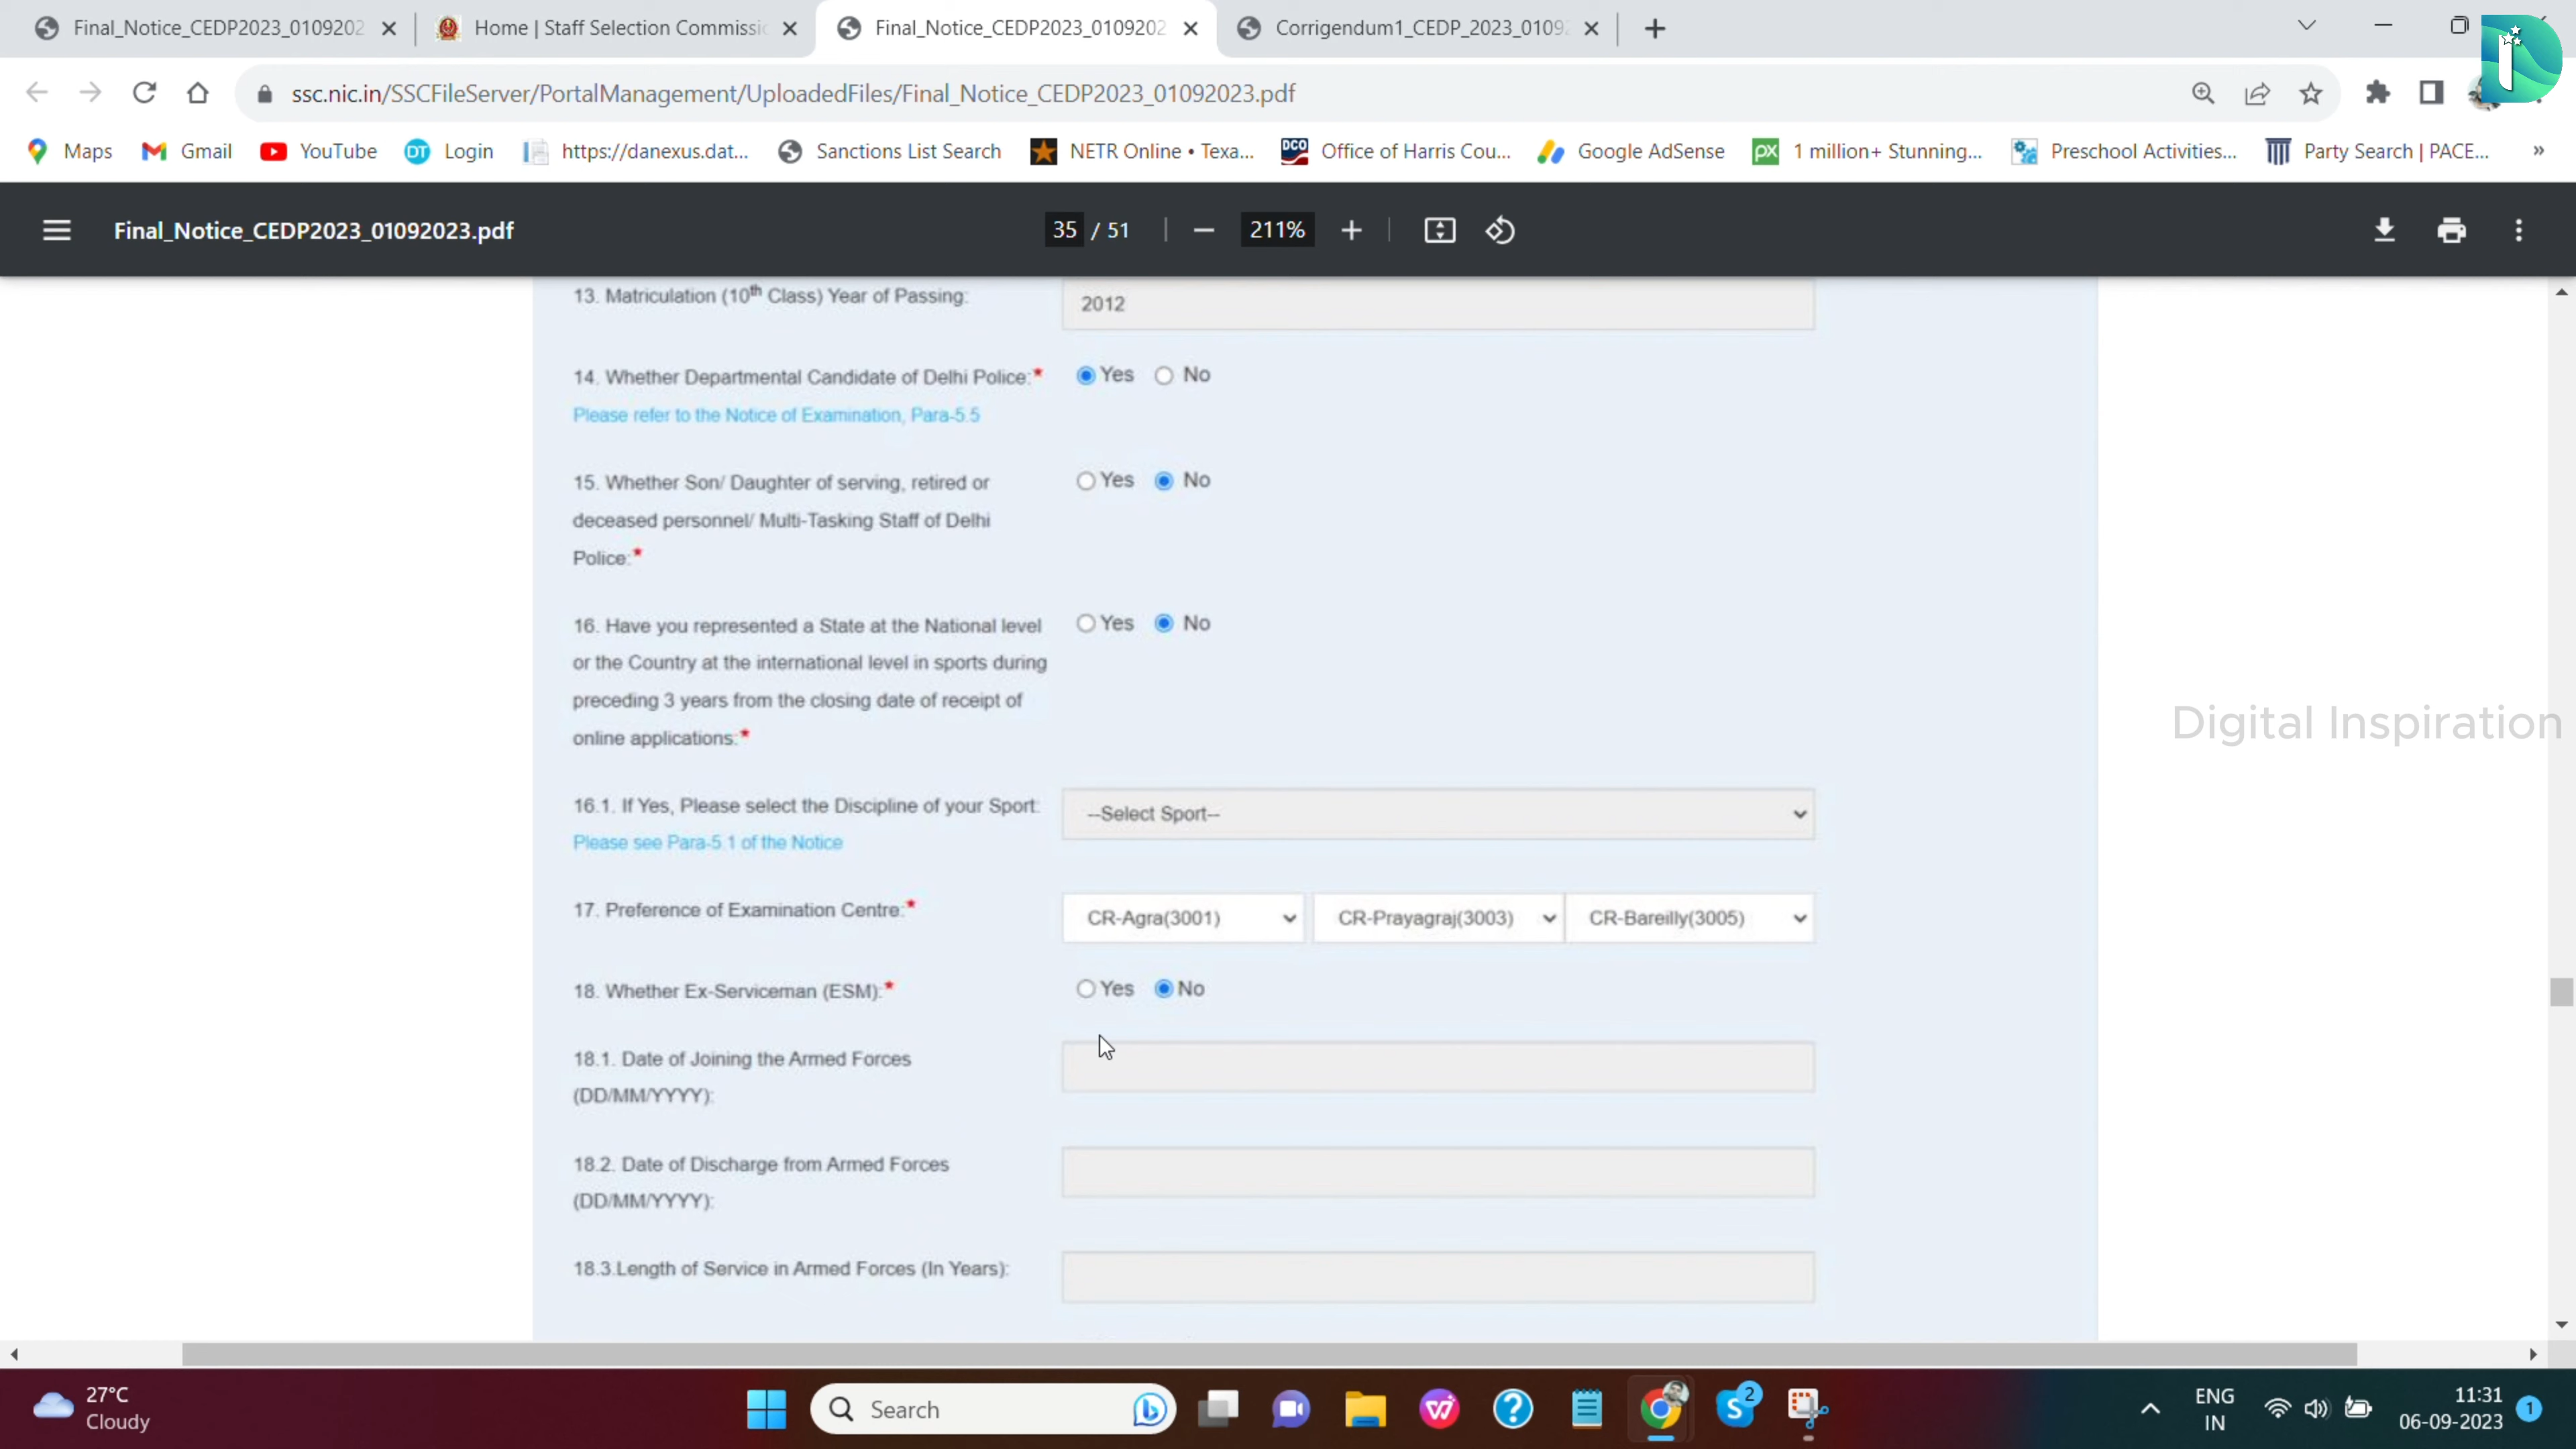 Final_Notice_CEDP2023_0109202
Home | Staff Selection Commissi
Final_Notice_CEDP2023_0109202
Corrigendum1_CEDP_2023_0109
ssc.nic.in/SSCFileServer/PortalManagement/UploadedFiles/Final_Notice_CEDP2023_01092023.pdf
Maps
Gmail
YouTube
DT
Login
https://danexus.dat...
Sanctions List Search
NETR Online • Texa...
DCO
Office of Harris Cou...
Google AdSense
px
1 million+ Stunning...
Preschool Activities...
Party Search | PACE...
»
Final_Notice_CEDP2023_01092023.pdf
35 / 51
211%
13. Matriculation (10th Class) Year of Passing:
2012
14. Whether Departmental Candidate of Delhi Police:*
Yes No
Please refer to the Notice of Examination, Para-5.5
15. Whether Son/ Daughter of serving, retired or
Yes No
deceased personnel/ Multi-Tasking Staff of Delhi
Police:*
16. Have you represented a State at the National level
Yes No
or the Country at the international level in sports during
preceding 3 years from the closing date of receipt of
online applications:*
Digital Inspiration
16.1. If Yes, Please select the Discipline of your Sport:
--Select Sport--
Please see Para-5.1 of the Notice
17. Preference of Examination Centre:*
CR-Agra(3001)
CR-Prayagraj(3003)
CR-Bareilly(3005)
18. Whether Ex-Serviceman (ESM):*
Yes No
18.1. Date of Joining the Armed Forces
(DD/MM/YYYY):
18.2. Date of Discharge from Armed Forces
(DD/MM/YYYY):
18.3.Length of Service in Armed Forces (In Years):
27°C
Cloudy
Search
2
ENG
IN
11:31
06-09-2023
1